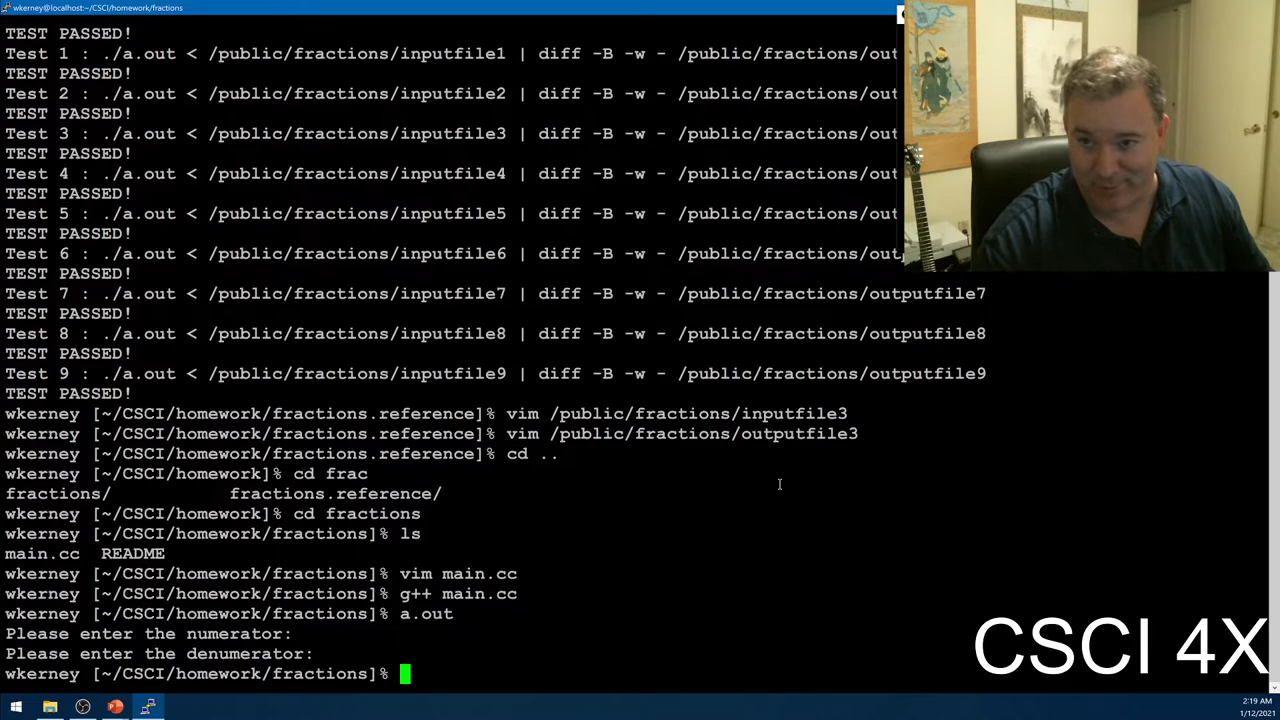 wkerney@localhost:~/CSCI/homework/fractions
TEST PASSED!
Test 1 : ./a.out < /public/fractions/inputfile1 | diff -B -w - /public/fractions/out
TEST PASSED!
Test 2 : ./a.out < /public/fractions/inputfile2 | diff -B -w - /public/fractions/out
TEST PASSED!
Test 3 : ./a.out < /public/fractions/inputfile3 | diff -B -w - /public/fractions/out
TEST PASSED!
Test 4 : ./a.out < /public/fractions/inputfile4 | diff -B -w - /public/fractions/out
TEST PASSED!
Test 5 : ./a.out < /public/fractions/inputfile5 | diff -B -w - /public/fractions/out
TEST PASSED!
Test 6 : ./a.out < /public/fractions/inputfile6 | diff -B -w - /public/fractions/out
TEST PASSED!
Test 7 : ./a.out < /public/fractions/inputfile7 | diff -B -w - /public/fractions/outputfile7
TEST PASSED!
Test 8 : ./a.out < /public/fractions/inputfile8 | diff -B -w - /public/fractions/outputfile8
TEST PASSED!
Test 9 : ./a.out < /public/fractions/inputfile9 | diff -B -w - /public/fractions/outputfile9
TEST PASSED!
wkerney [~/CSCI/homework/fractions.reference]% vim /public/fractions/inputfile3
wkerney [~/CSCI/homework/fractions.reference]% vim /public/fractions/outputfile3
wkerney [~/CSCI/homework/fractions.reference]% cd ..
wkerney [~/CSCI/homework]% cd frac
fractions/ fractions.reference/
wkerney [~/CSCI/homework]% cd fractions
wkerney [~/CSCI/homework/fractions]% ls
main.cc README
wkerney [~/CSCI/homework/fractions]% vim main.cc
wkerney [~/CSCI/homework/fractions]% g++ main.cc
wkerney [~/CSCI/homework/fractions]% a.out
Please enter the numerator:
Please enter the denumerator:
wkerney [~/CSCI/homework/fractions]%
CSCI 4X
2:19 AM
1/12/2021